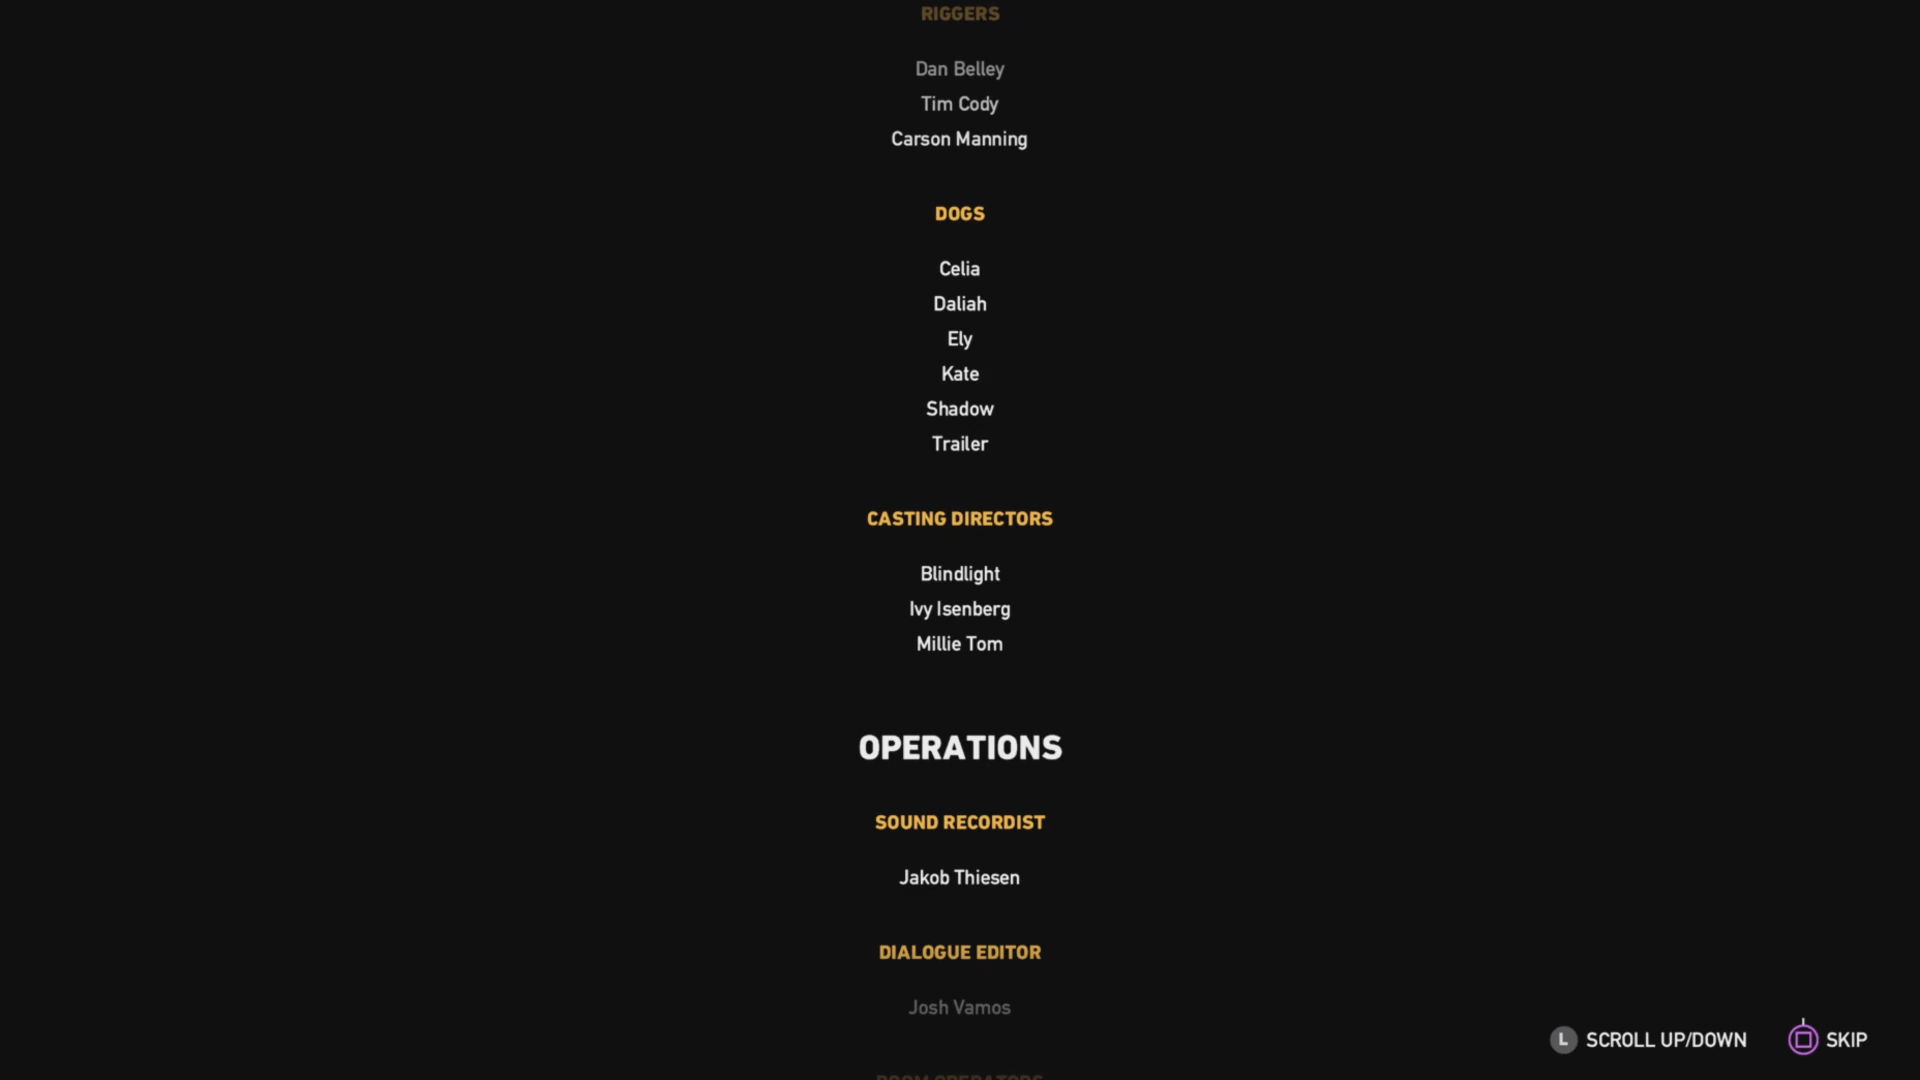 RIGGERS
Dan Belley
Tim Cody
Carson Manning
DOGS
Celia
Daliah
Ely
Kate
Shadow
Trailer
CASTING DIRECTORS
Blindlight
Ivy Isenberg
Millie Tom
OPERATIONS
SOUND RECORDIST
Jakob Thiesen
DIALOGUE EDITOR
Josh Vamos
L SCROLL UP/DOWN
SKIP